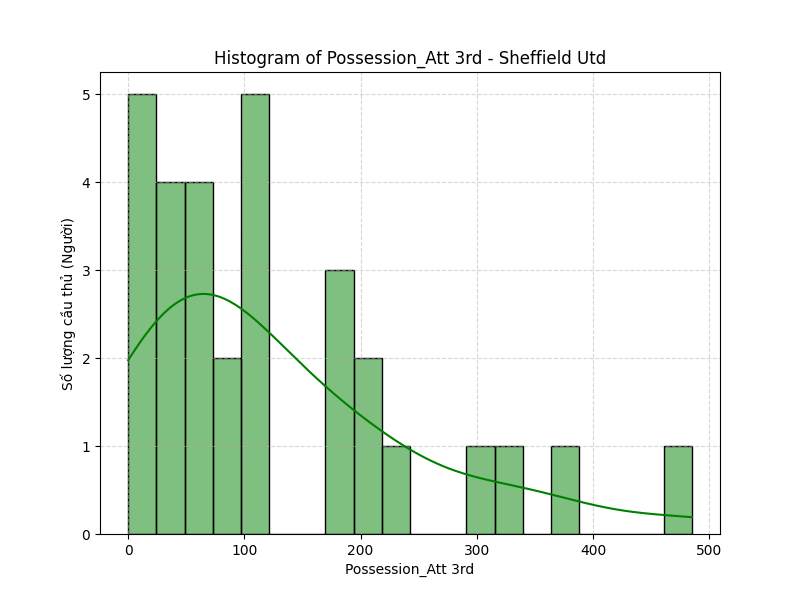 Histogram of Possession_Att 3rd - Sheffield Utd
Số lượng cầu thủ (Người)
5
4
3
2
1
0
0 100 200 300 400 500
Possession_Att 3rd